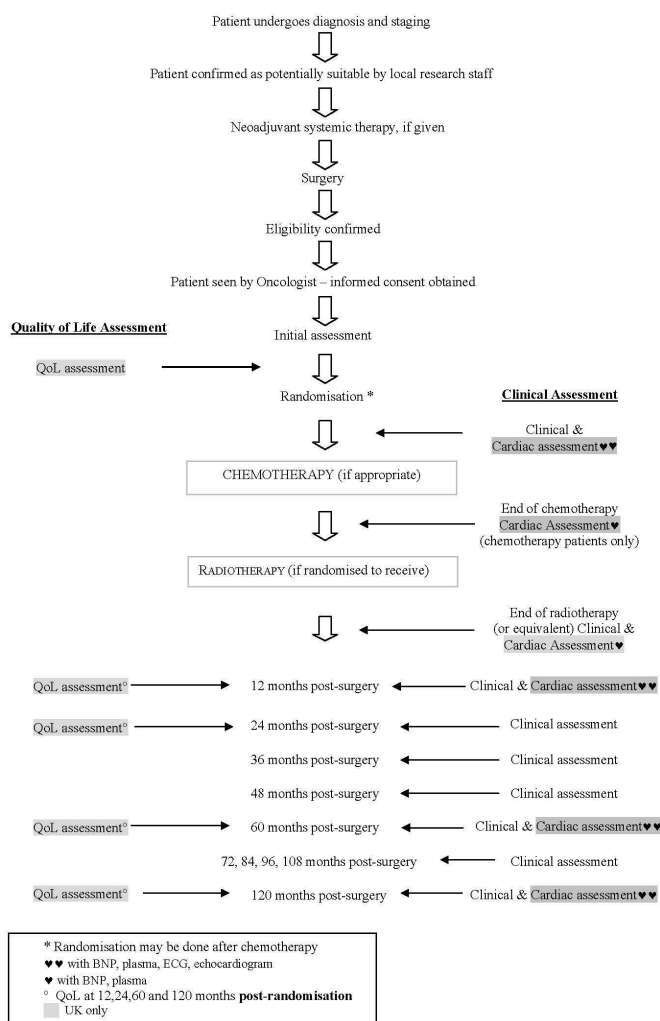 Patient undergoes diagnosis and staging
Patient confirmed as potentially suitable by local research staff
Neoadjuvant systemic therapy, if given
Surgery
Eligibility confirmed
Patient seen by Oncologist – informed consent obtained
Quality of Life Assessment
Initial assessment
QoL assessment
Randomisation *
Clinical Assessment
Clinical &
Cardiac assessment♥♥
CHEMOTHERAPY (if appropriate)
End of chemotherapy
Cardiac Assessment♥
(chemotherapy patients only)
RADIOTHERAPY (if randomised to receive)
End of radiotherapy
(or equivalent) Clinical &
Cardiac Assessment♥
QoL assessment° 12 months post-surgery Clinical & Cardiac assessment♥♥
QoL assessment° 24 months post-surgery Clinical assessment
36 months post-surgery Clinical assessment
48 months post-surgery Clinical assessment
QoL assessment° 60 months post-surgery Clinical & Cardiac assessment♥♥
72, 84, 96, 108 months post-surgery Clinical assessment
QoL assessment° 120 months post-surgery Clinical & Cardiac assessment♥♥
* Randomisation may be done after chemotherapy
♥♥ with BNP, plasma, ECG, echocardiogram
♥ with BNP, plasma
° QoL at 12,24,60 and 120 months post-randomisation
UK only